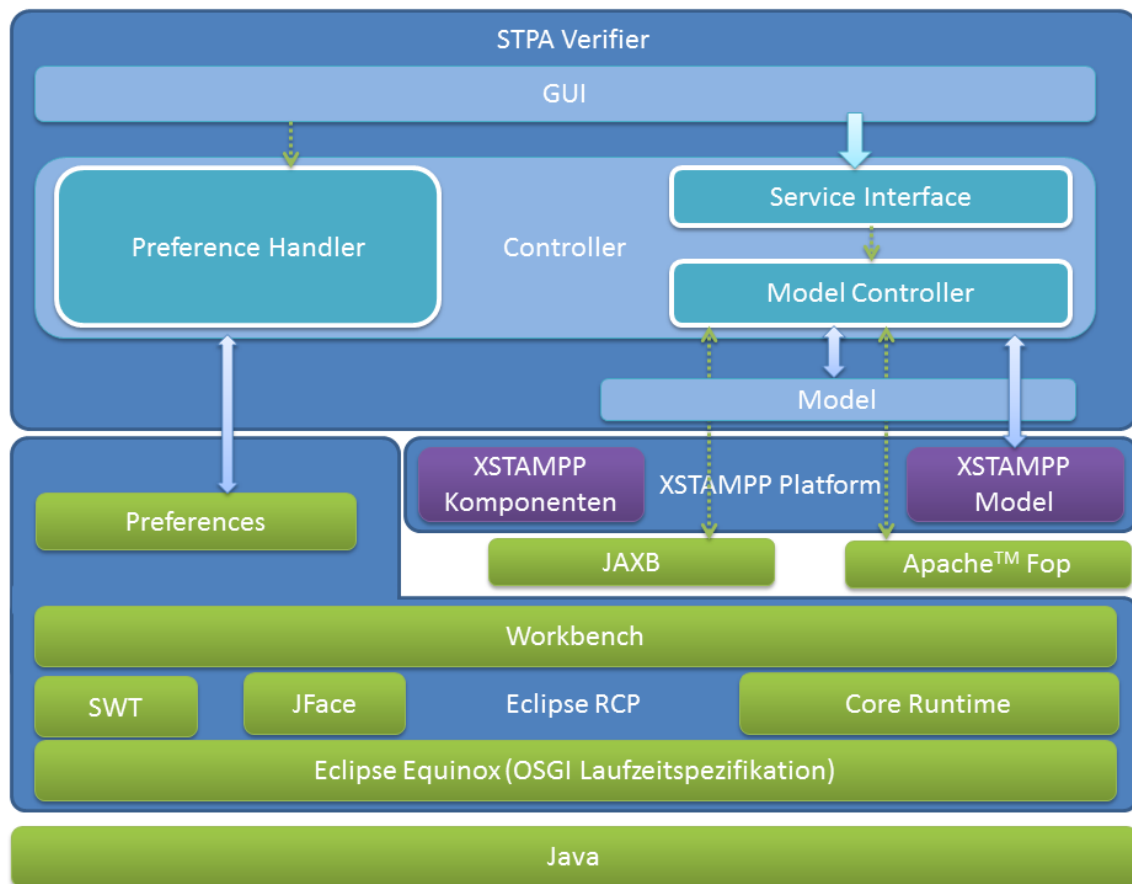 STPA Verifier
GUI
Preference Handler
Controller
Service Interface
Model Controller
Model
XSTAMPP
Komponenten
XSTAMPP Platform
XSTAMPP
Model
Preferences
JAXB
Apache™ Fop
Workbench
SWT
JFace
Eclipse RCP
Core Runtime
Eclipse Equinox (OSGI Laufzeitspezifikation)
Java